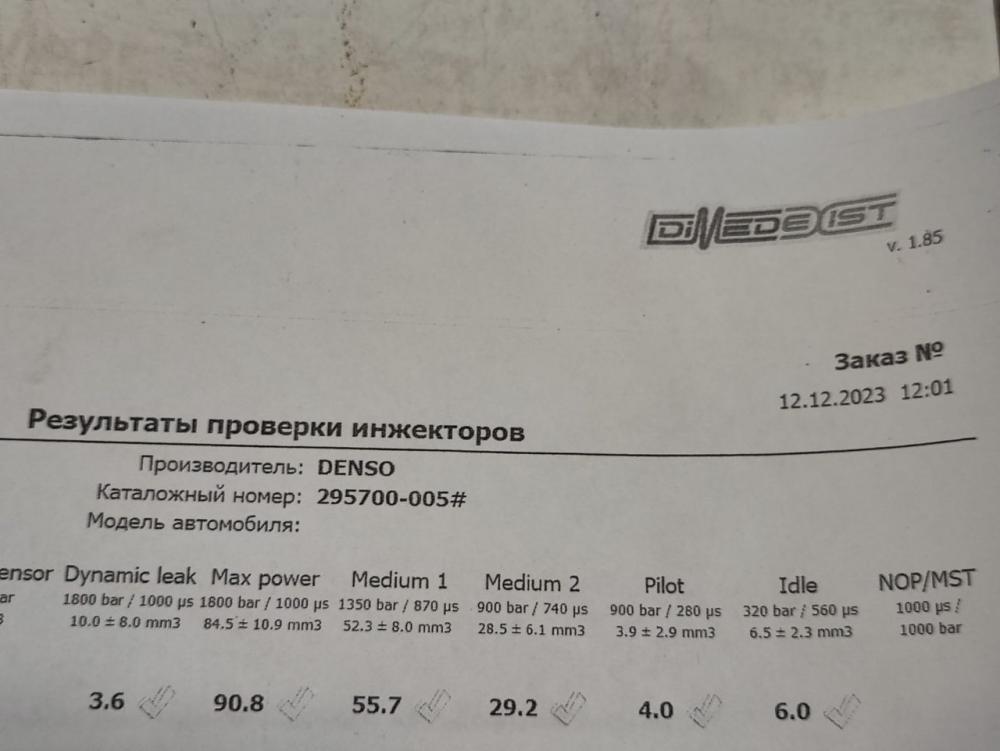 DIMEDEXIST
v. 1.85
Заказ №
12.12.2023 12:01
Результаты проверки инжекторов
Производитель: DENSO
Каталожный номер: 295700-005#
Модель автомобиля:
ensor Dynamic leak Max power Medium 1 Medium 2 Pilot Idle NOP/MST
ar 1800 bar / 1000 µs 1800 bar / 1000 µs 1350 bar / 870 µs 900 bar / 740 µs 900 bar / 280 µs 320 bar / 560 µs 1000 µs /
3 10.0 ± 8.0 mm3 84.5 ± 10.9 mm3 52.3 ± 8.0 mm3 28.5 ± 6.1 mm3 3.9 ± 2.9 mm3 6.5 ± 2.3 mm3 1000 bar
3.6 90.8 55.7 29.2 4.0 6.0